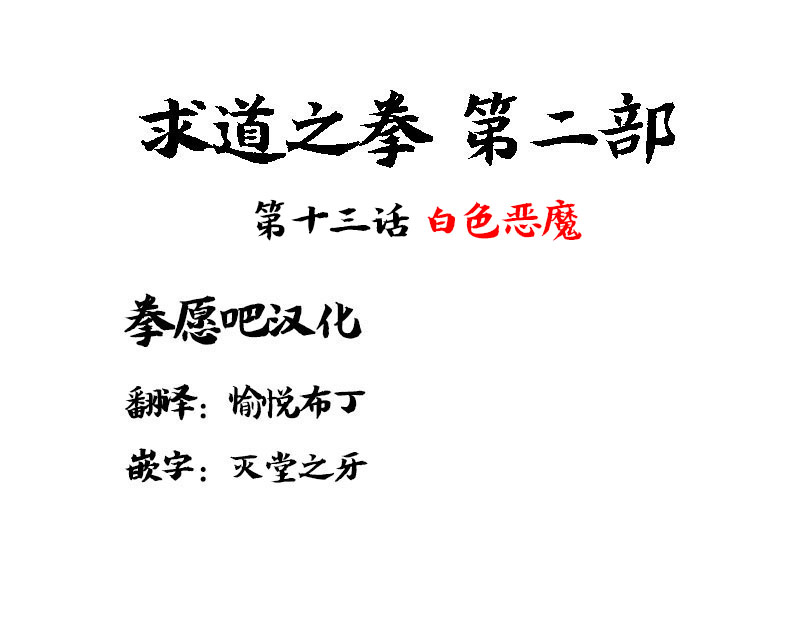 求道之拳 第二部
第十三话 白色恶魔
拳愿吧汉化
翻译：愉悦布丁
嵌字：灭堂之牙